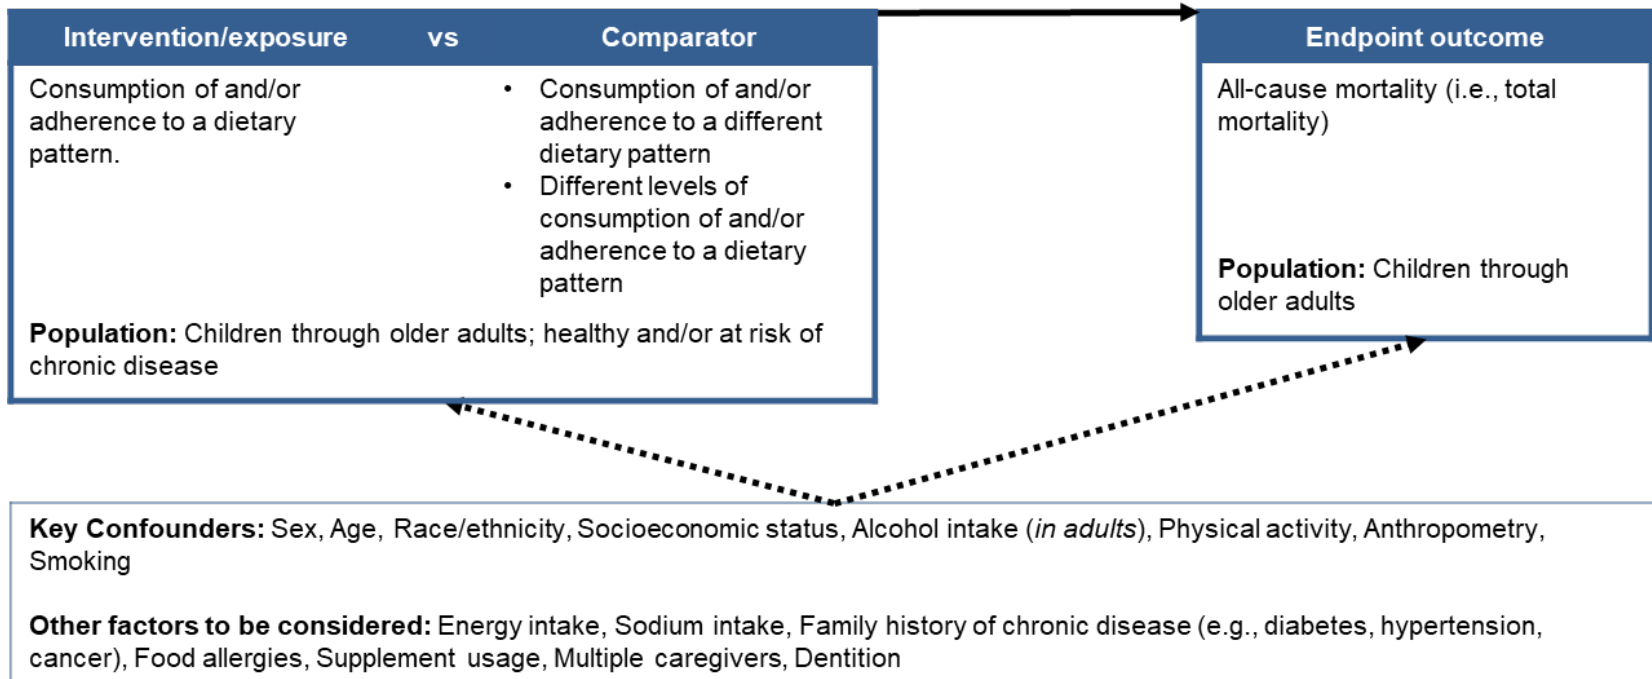 Intervention/exposure vs Comparator
Consumption of and/or
adherence to a dietary
pattern.
• Consumption of and/or
adherence to a different
dietary pattern
• Different levels of
consumption of and/or
adherence to a dietary
pattern
Population: Children through older adults; healthy and/or at risk of
chronic disease
Endpoint outcome
All-cause mortality (i.e., total
mortality)
Population: Children through
older adults
Key Confounders: Sex, Age, Race/ethnicity, Socioeconomic status, Alcohol intake (in adults), Physical activity, Anthropometry,
Smoking
Other factors to be considered: Energy intake, Sodium intake, Family history of chronic disease (e.g., diabetes, hypertension,
cancer), Food allergies, Supplement usage, Multiple caregivers, Dentition